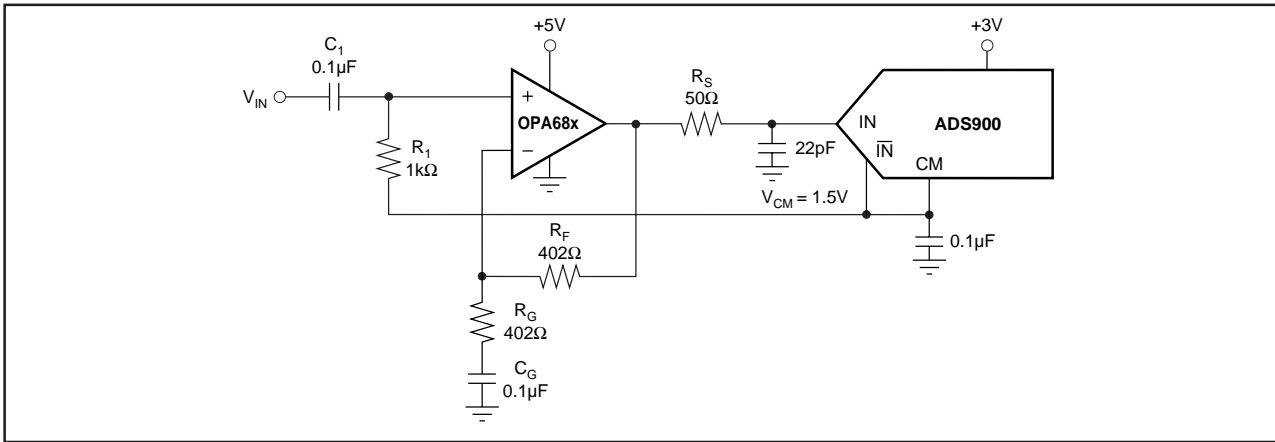 +5V
+3V
C1
0.1µF
VIN
+
OPA68x
–
RS
50Ω
IN
ADS900
IN
CM
22pF
R1
1kΩ
VCM = 1.5V
0.1µF
RF
402Ω
RG
402Ω
CG
0.1µF